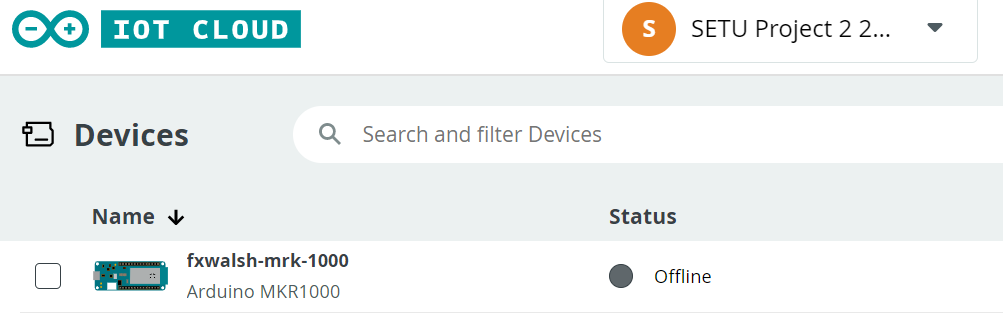 IOT CLOUD
S
SETU Project 2 2...
Devices
Search and filter Devices
Name
Status
fxwalsh-mrk-1000
Arduino MKR1000
Offline